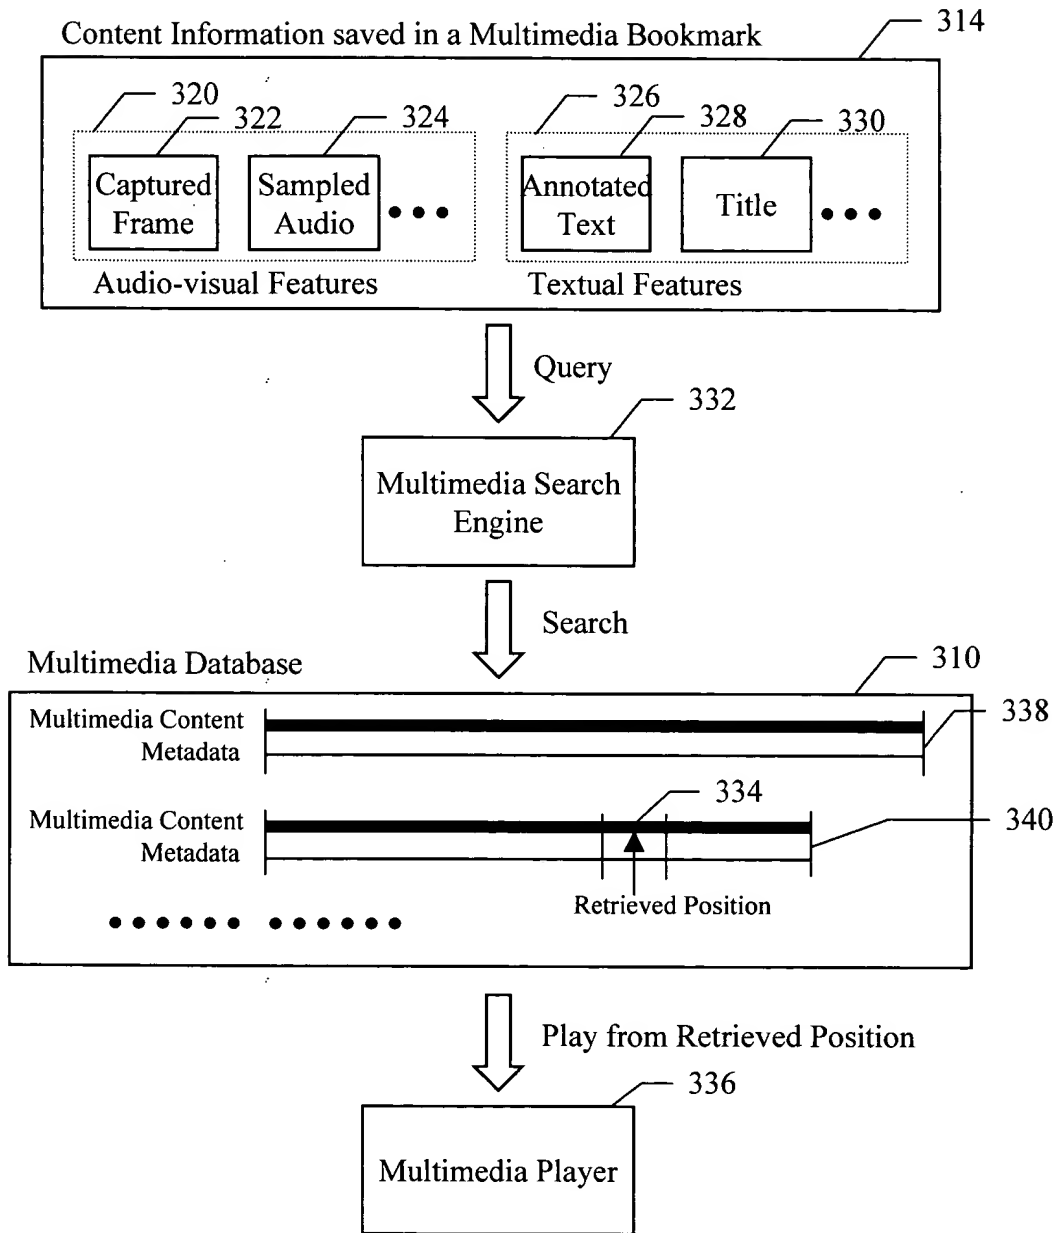 Content Information saved in a Multimedia Bookmark
314
320
322
324
326
328
330
Captured
Frame
Sampled
Audio
Annotated
Text
Title
Audio-visual Features
Textual Features
Query
332
Multimedia Search
Engine
Search
Multimedia Database
310
Multimedia Content
Metadata
338
334
Multimedia Content
Metadata
340
Retrieved Position
Play from Retrieved Position
336
Multimedia Player